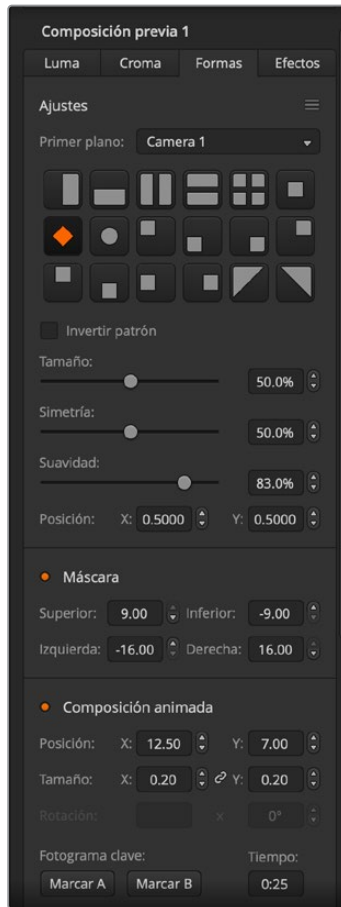 Composición previa 1
Luma Croma Formas Efectos
Ajustes
Primer plano: Camera 1
Invertir patrón
Tamaño:
50.0%
Simetría:
50.0%
Suavidad:
83.0%
Posición: X: 0.5000 Y: 0.5000
Máscara
Superior: 9.00 Inferior: -9.00
Izquierda: -16.00 Derecha: 16.00
Composición animada
Posición: X: 12.50 Y: 7.00
Tamaño: X: 0.20 Y: 0.20
Rotación: x 0°
Fotograma clave: Tiempo:
Marcar A Marcar B 0:25